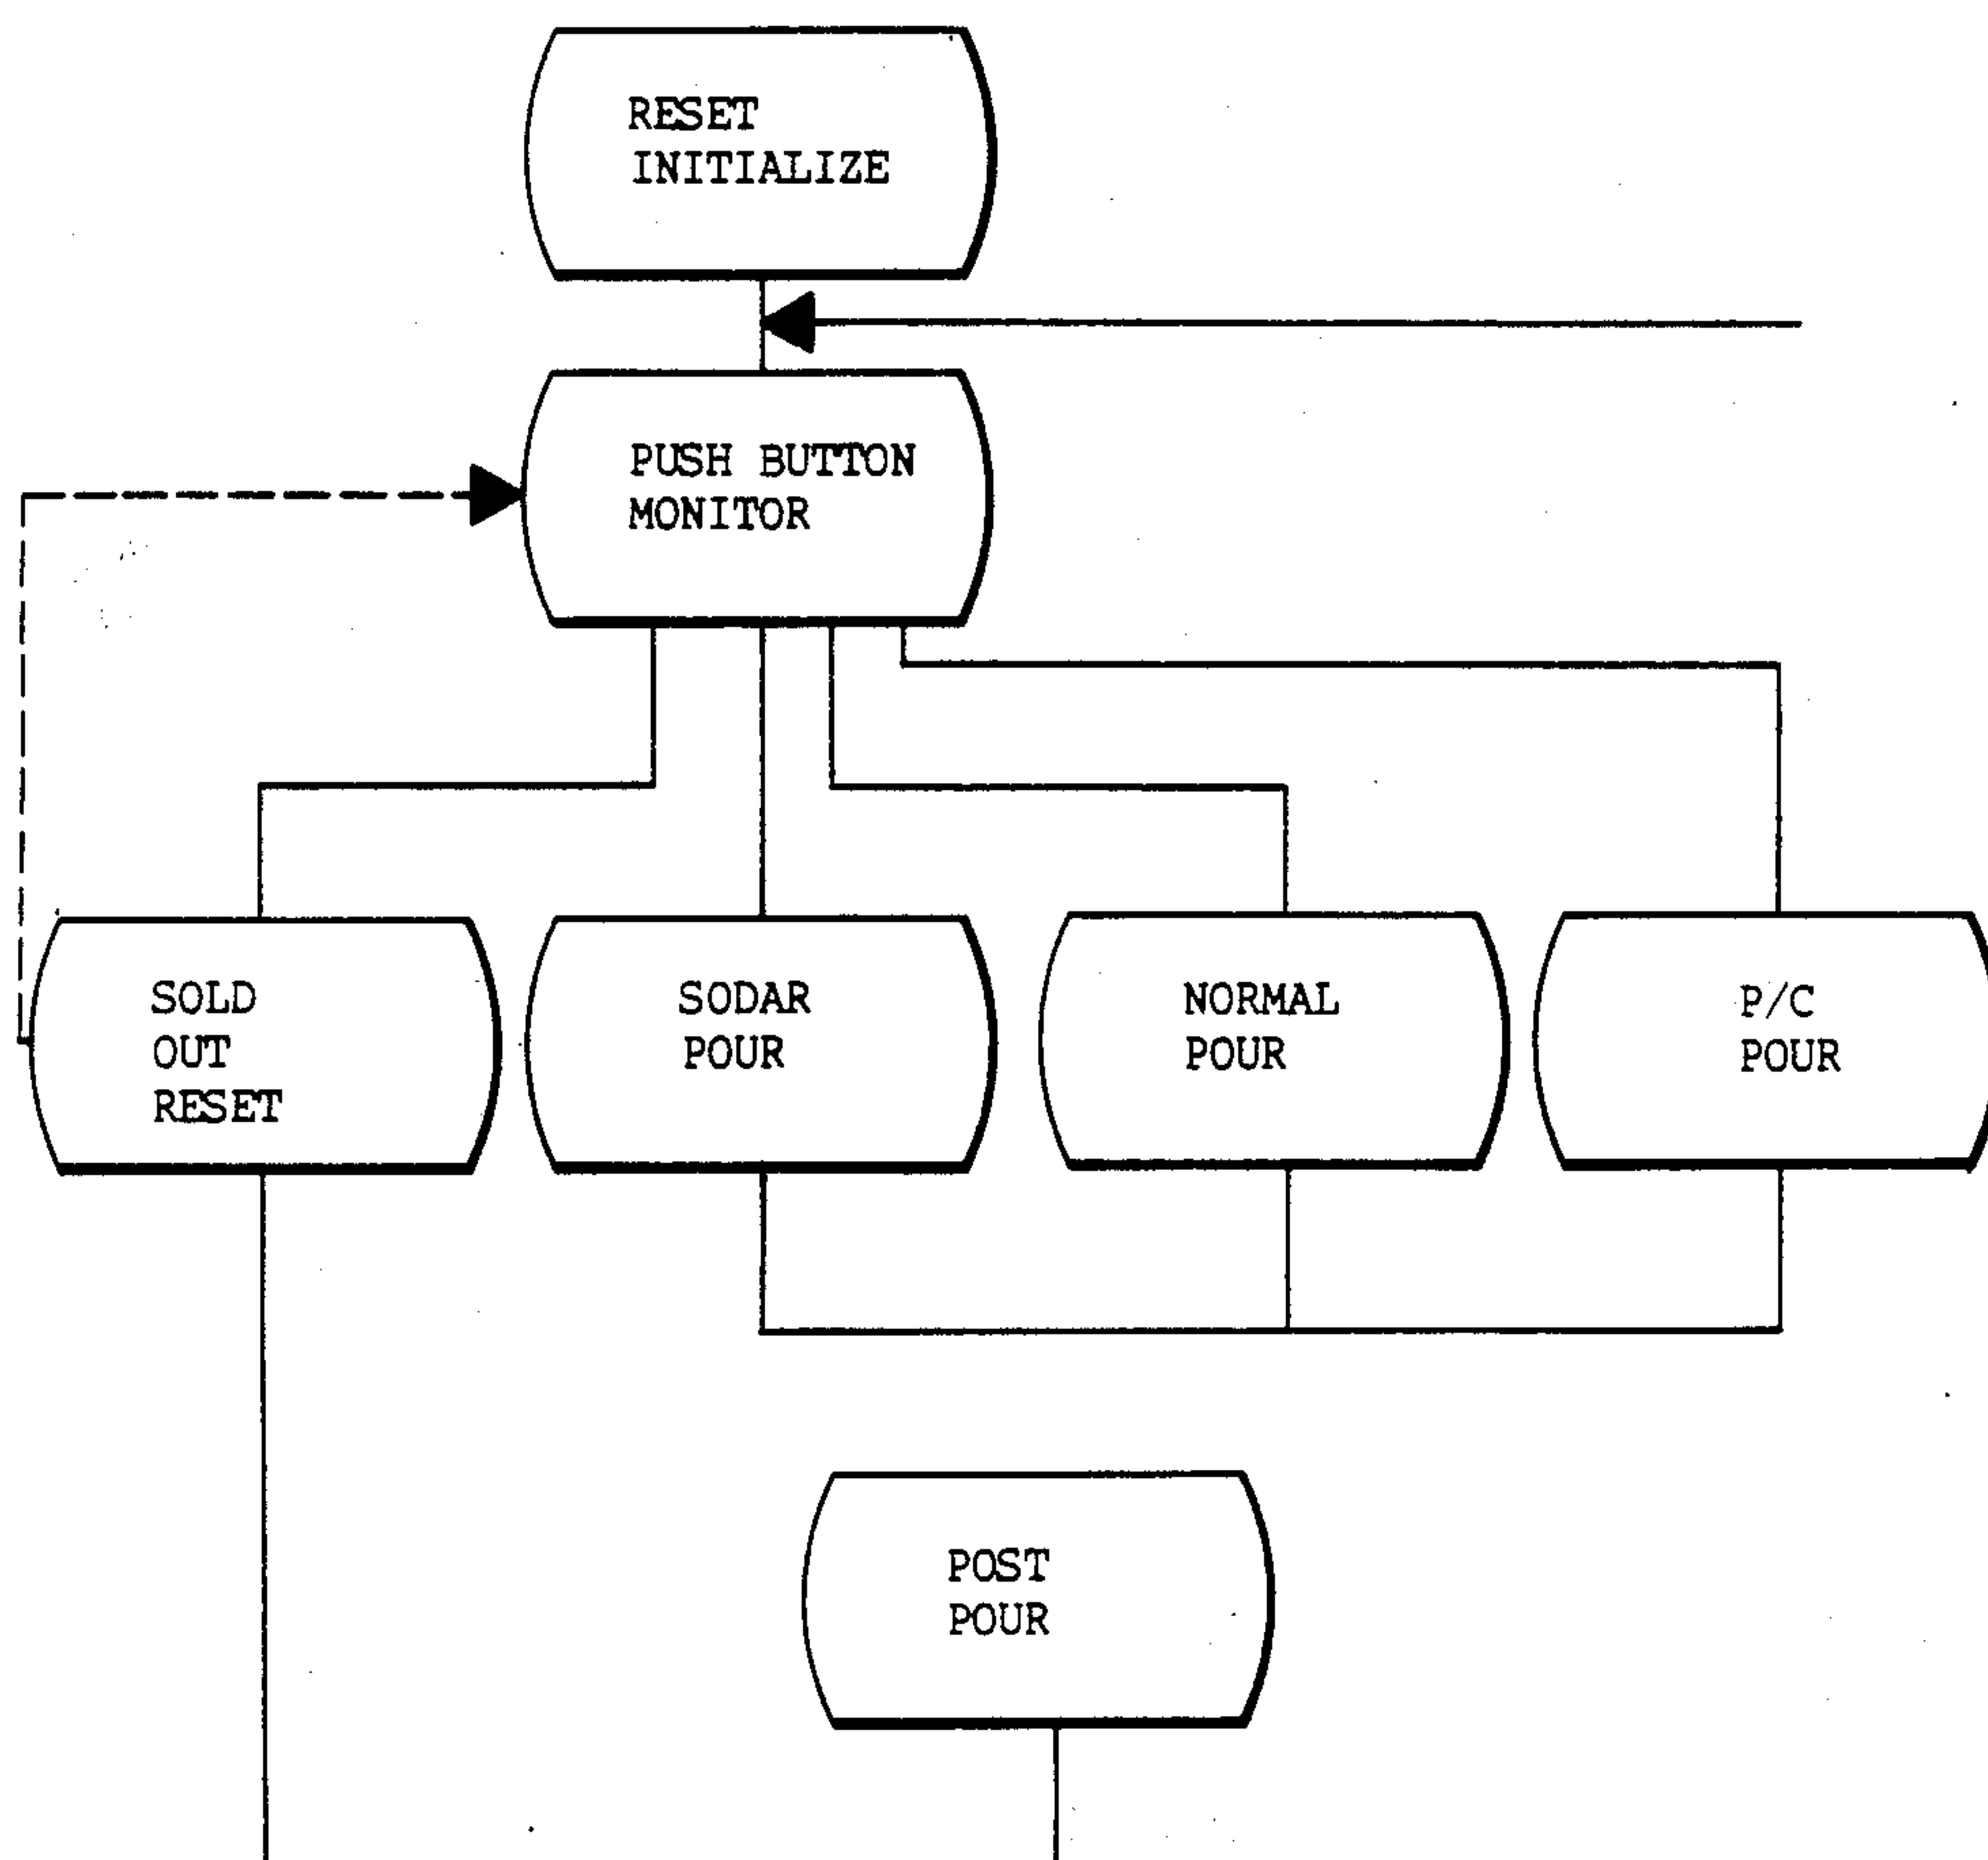 RESET
INITIALIZE
PUSH BUTTON
MONITOR
SOLD
OUT
RESET
SODAR
POUR
NORMAL
POUR
P/C
POUR
POST
POUR